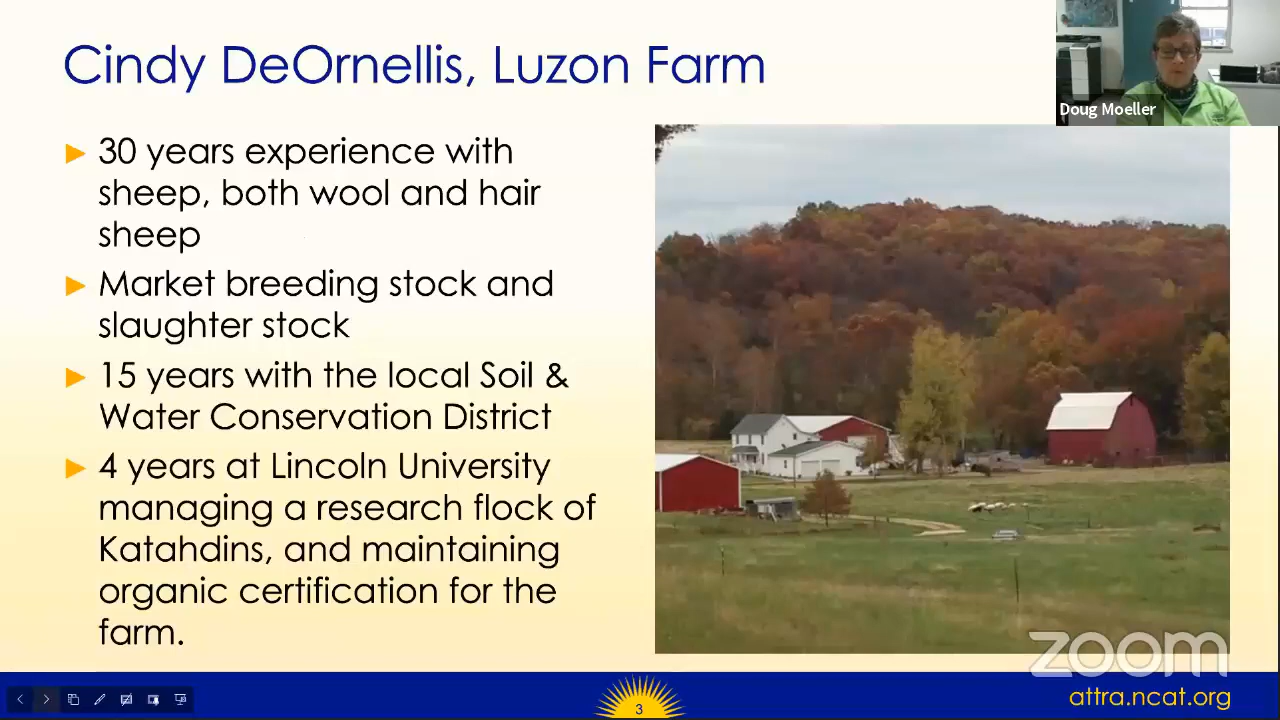 Cindy DeOrnellis, Luzon Farm
Doug Moeller
30 years experience with
sheep, both wool and hair
sheep
Market breeding stock and
slaughter stock
15 years with the local Soil &
Water Conservation District
4 years at Lincoln University
managing a research flock of
Katahdins, and maintaining
organic certification for the
farm.
zoom
3
attra.ncat.org